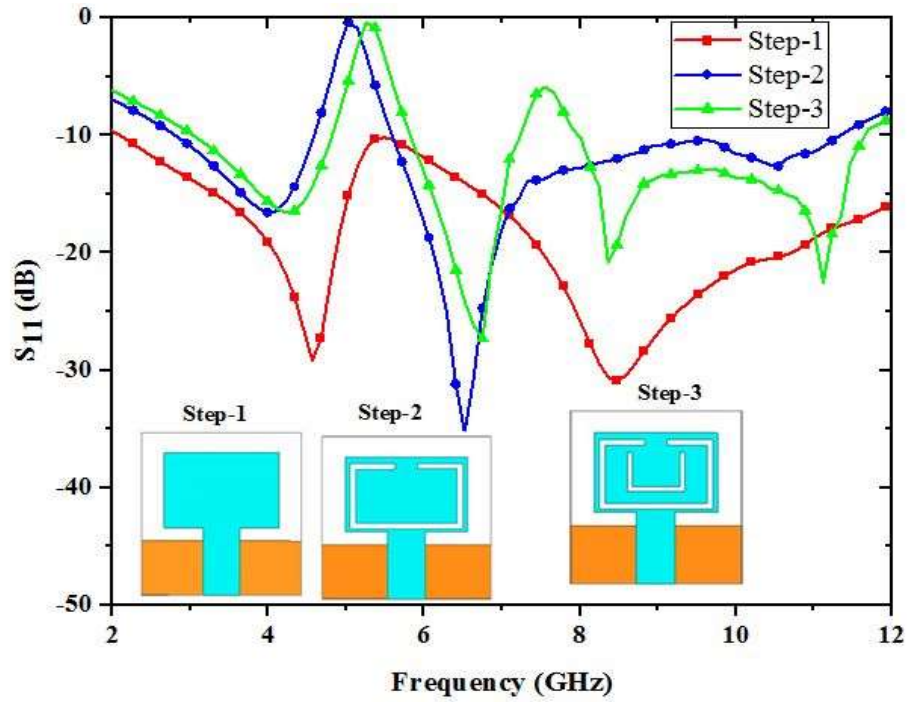 0
-10
-20
-30
-40
-50
S11 (dB)
Step-1
Step-2
Step-3
Step-1
Step-2
Step-3
2
4
6
8
10
12
Frequency (GHz)